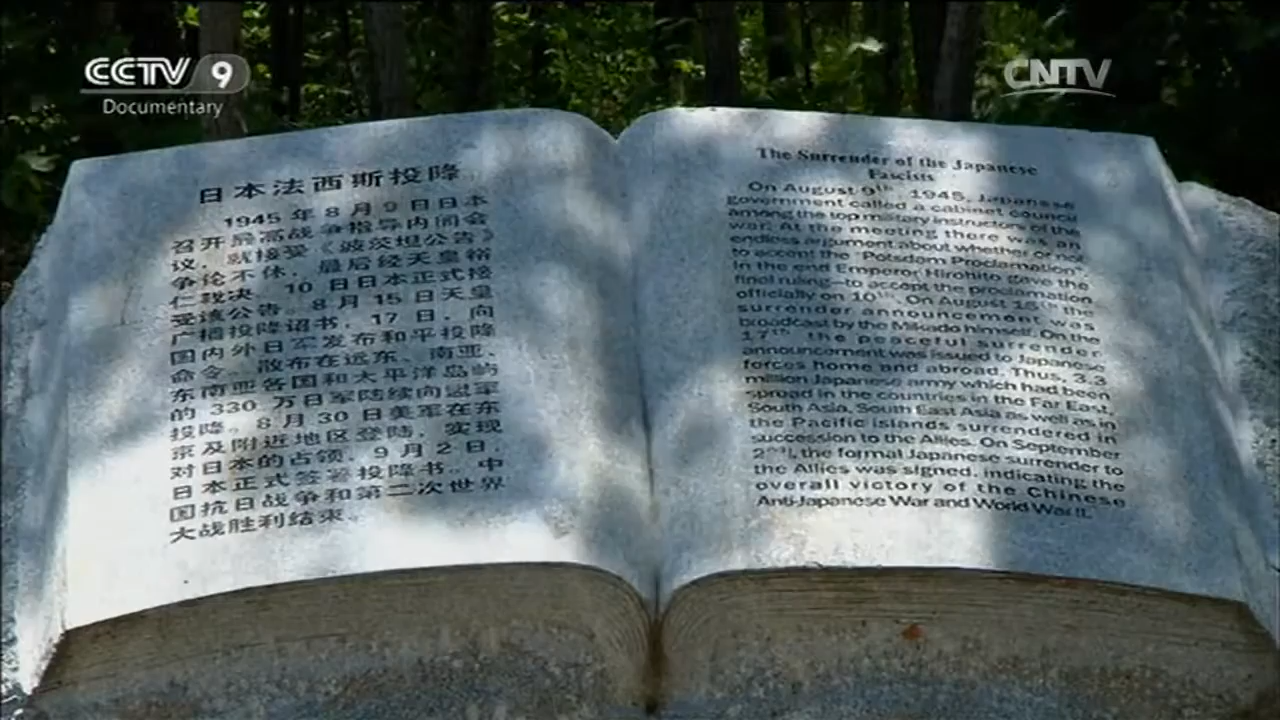 CCTV 9
Documentary
CNTV
日本法西斯投降
1945 年 8 月 9 日日本
召开最高战争指导内阁会
议，就接受《波茨坦公告》
争论不休，最后经天皇裕
仁裁决，10 日日本正式接
受该公告。8 月 15 日天皇
广播投降诏书，17 日，向
国内外日军发布和平投降
命令。散布在远东、南亚、
东南亚各国和太平洋岛屿
的 330 万日军陆续向盟军
投降。8 月 30 日美军在东
京及附近地区登陆，实现
对日本的占领。9 月 2 日，
日本正式签署投降书。中
国抗日战争和第二次世界
大战胜利结束。
The Surrender of the Japanese
Fascists
On August 9th, 1945, Japanese
government called a cabinet council
among the top military instructors of the
war. At the meeting there was an
endless argument about whether or not
to accept the "Potsdam Proclamation".
In the end Emperor Hirohito gave the
final ruling—to accept the proclamation
officially on 10th. On August 15th the
surrender announcement was
broadcast by the Mikado himself. On the
17th, the peaceful surrender
announcement was issued to Japanese
forces home and abroad. Thus, 3.3
million Japanese army which had been
spread in the countries in the Far East,
South Asia, South East Asia as well as in
the Pacific islands surrendered in
succession to the Allies. On September
2nd, the formal Japanese surrender to
the Allies was signed, indicating the
overall victory of the Chinese
Anti-Japanese War and World War II.